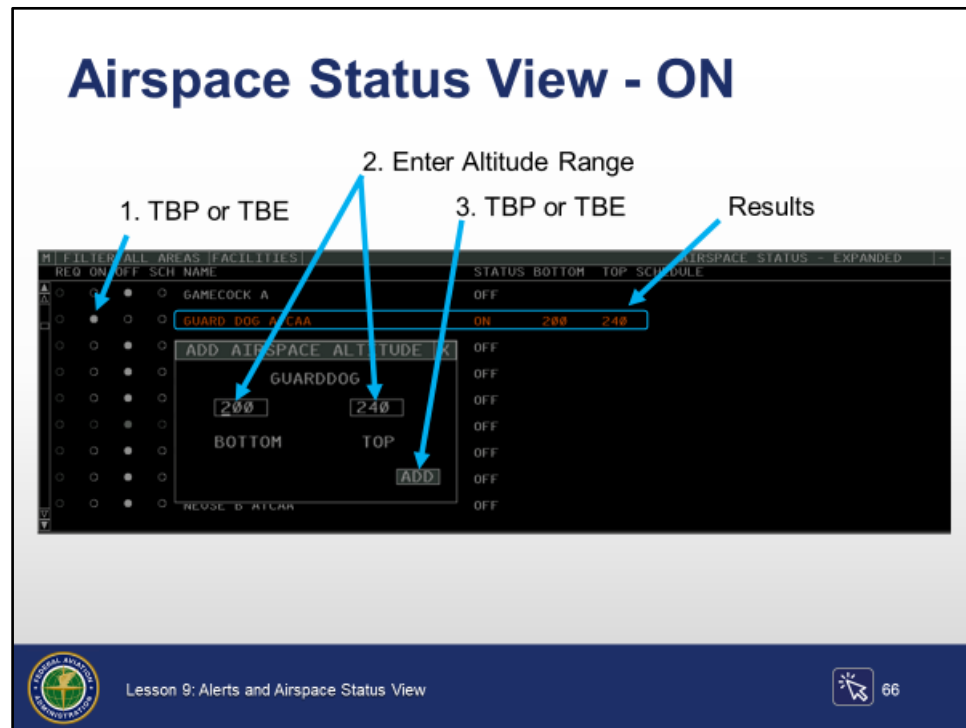 Airspace Status View - ON
2. Enter Altitude Range
1. TBP or TBE
3. TBP or TBE
Results
M FILTER ALL AREAS FACILITIES AIRSPACE STATUS - EXPANDED -
REQ ON OFF SCH NAME STATUS BOTTOM TOP SCHEDULE
GAMECOCK A OFF
GUARD DOG ATCAA ON 200 240
ADD AIRSPACE ALTITUDE X OFF
GUARDDOG OFF
200 240 OFF
BOTTOM TOP OFF
ADD OFF
OFF
NEUSE B ATCAA OFF
FEDERAL AVIATION ADMINISTRATION
Lesson 9: Alerts and Airspace Status View
66